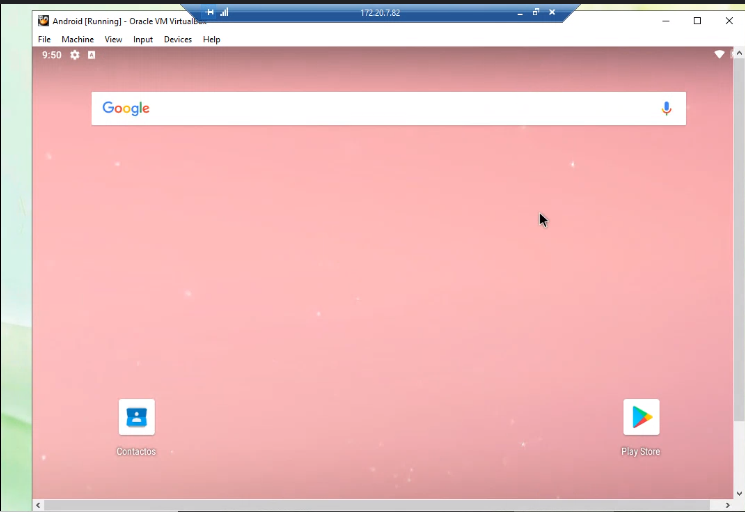 172.20.7.82
Android [Running] - Oracle VM VirtualBox
File Machine View Input Devices Help
9:50
Google
Contactos
Play Store